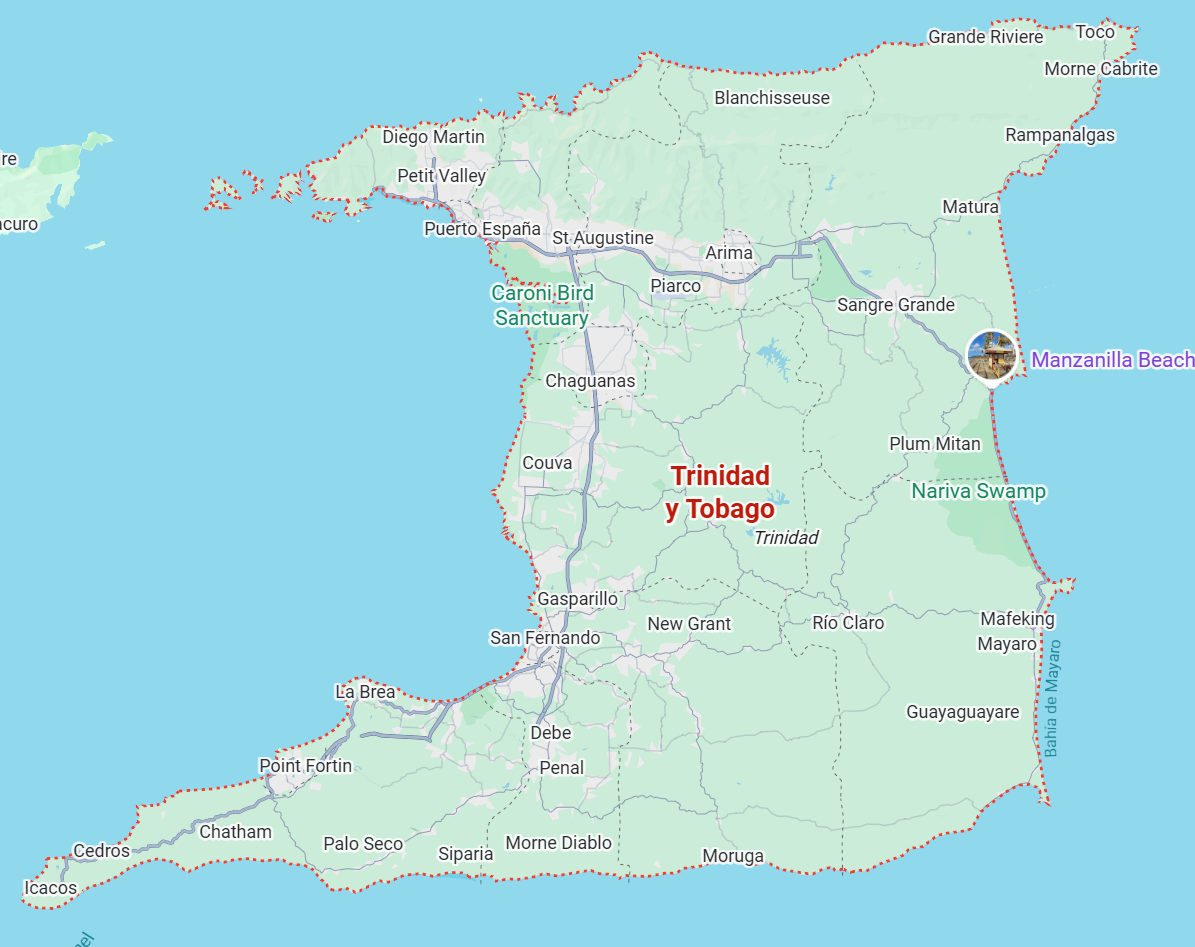 Grande Riviere
Toco
Morne Cabrite
Blanchisseuse
Diego Martin
Rampanalgas
re
Petit Valley
Matura
curo
Puerto España
St Augustine
Arima
Piarco
Caroni Bird
Sanctuary
Sangre Grande
Manzanilla Beach
Chaguanas
Plum Mitan
Couva
Trinidad
y Tobago
Nariva Swamp
Trinidad
Gasparillo
San Fernando
New Grant
Río Claro
Mafeking
Mayaro
Bahía de Mayaro
La Brea
Guayaguayare
Debe
Point Fortin
Penal
Chatham
Palo Seco
Morne Diablo
Cedros
Siparia
Moruga
Icacos
el